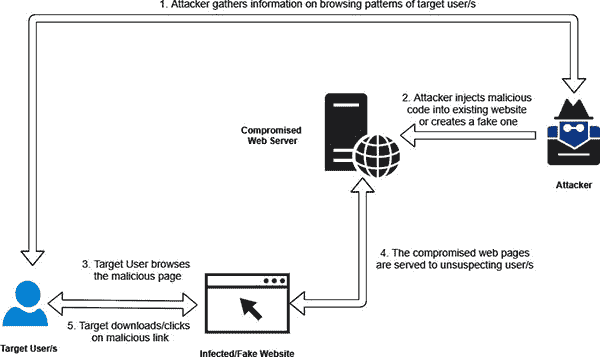 1. Attacker gathers information on browsing patterns of target user/s
2. Attacker injects malicious
code into existing website
or creates a fake one
Compromised
Web Server
Attacker
3. Target User browses
the malicious page
4. The compromised web pages
are served to unsuspecting user/s
5. Target downloads/clicks
on malicious link
Target User/s
Infected/Fake Website